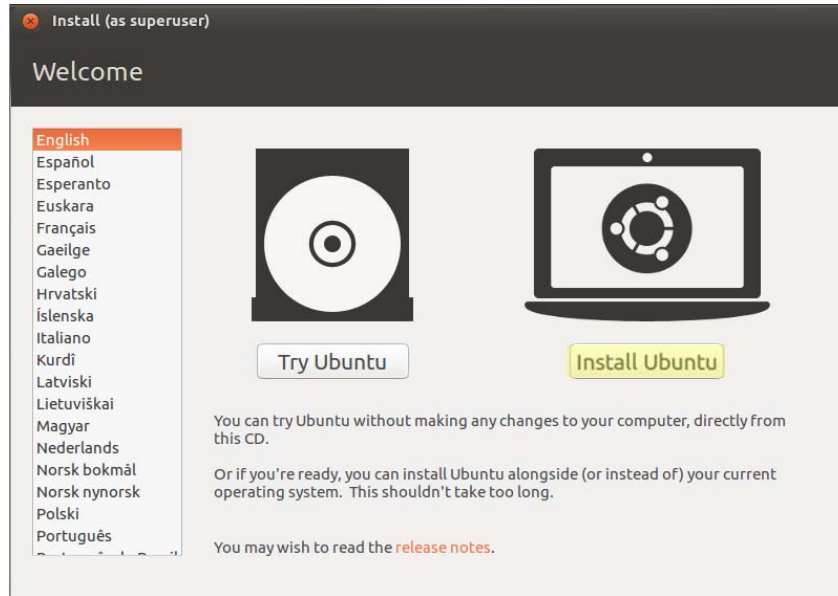 Install (as superuser)
Welcome
English
Español
Esperanto
Euskara
Français
Gaeilge
Galego
Hrvatski
Íslenska
Italiano
Kurdî
Latviski
Lietuviškai
Magyar
Nederlands
Norsk bokmål
Norsk nynorsk
Polski
Português
Try Ubuntu
Install Ubuntu
You can try Ubuntu without making any changes to your computer, directly from
this CD.
Or if you're ready, you can install Ubuntu alongside (or instead of) your current
operating system. This shouldn't take too long.
You may wish to read the release notes.